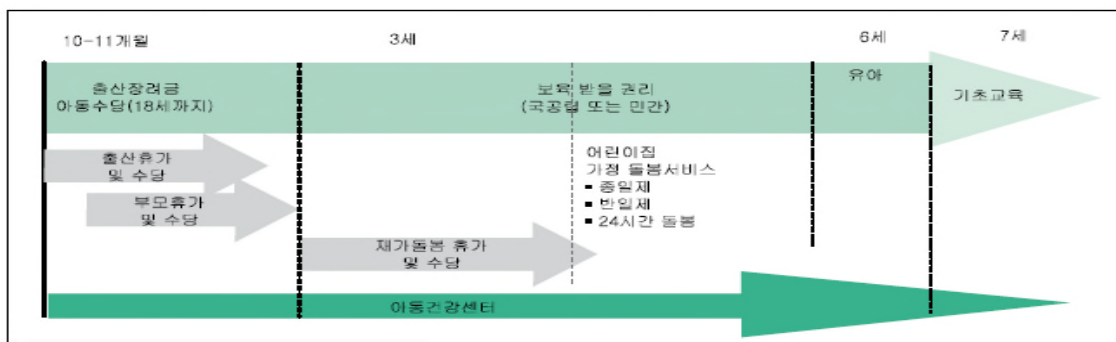 10-11개월
3세
6세
7세
출산장려금
아동수당(18세까지)
보육 받을 권리
(국공립 또는 민간)
유아
기초교육
출산휴가
및 수당
부모휴가
및 수당
재가돌봄 휴가
및 수당
어린이집
가정 돌봄서비스
▪ 종일제
▪ 반일제
▪ 24시간 돌봄
아동건강센터